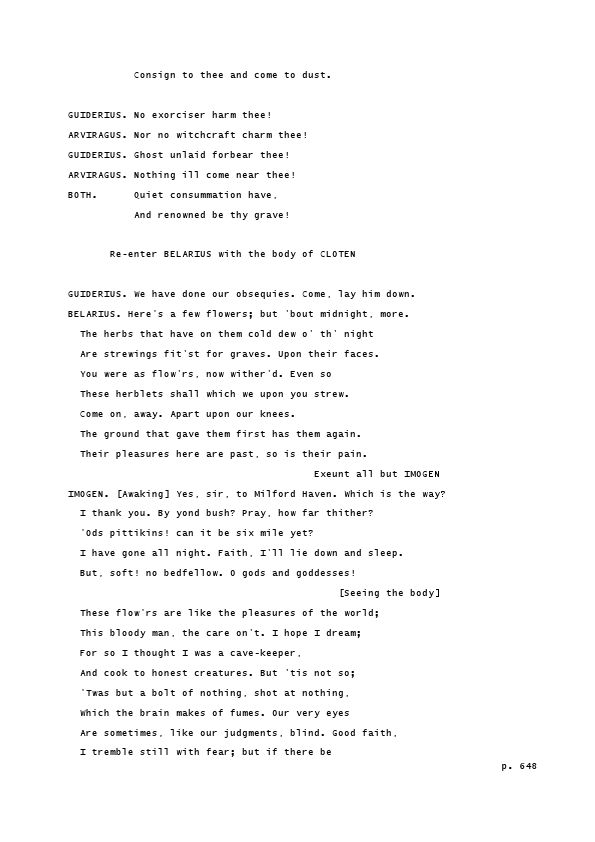 Consign to thee and come to dust.
GUIDERIUS. No exorciser harm thee!
ARVIRAGUS. Nor no witchcraft charm thee!
GUIDERIUS. Ghost unlaid forbear thee!
ARVIRAGUS. Nothing ill come near thee!
BOTH. Quiet consummation have,
And renowned be thy grave!
Re-enter BELARIUS with the body of CLOTEN
GUIDERIUS. We have done our obsequies. Come, lay him down.
BELARIUS. Here's a few flowers; but 'bout midnight, more.
The herbs that have on them cold dew o' th' night
Are strewings fit'st for graves. Upon their faces.
You were as flow'rs, now wither'd. Even so
These herblets shall which we upon you strew.
Come on, away. Apart upon our knees.
The ground that gave them first has them again.
Their pleasures here are past, so is their pain.
Exeunt all but IMOGEN
IMOGEN. [Awaking] Yes, sir, to Milford Haven. Which is the way?
I thank you. By yond bush? Pray, how far thither?
'Ods pittikins! can it be six mile yet?
I have gone all night. Faith, I'll lie down and sleep.
But, soft! no bedfellow. O gods and goddesses!
[Seeing the body]
These flow'rs are like the pleasures of the world;
This bloody man, the care on't. I hope I dream;
For so I thought I was a cave-keeper,
And cook to honest creatures. But 'tis not so;
'Twas but a bolt of nothing, shot at nothing,
Which the brain makes of fumes. Our very eyes
Are sometimes, like our judgments, blind. Good faith,
I tremble still with fear; but if there be
p. 648